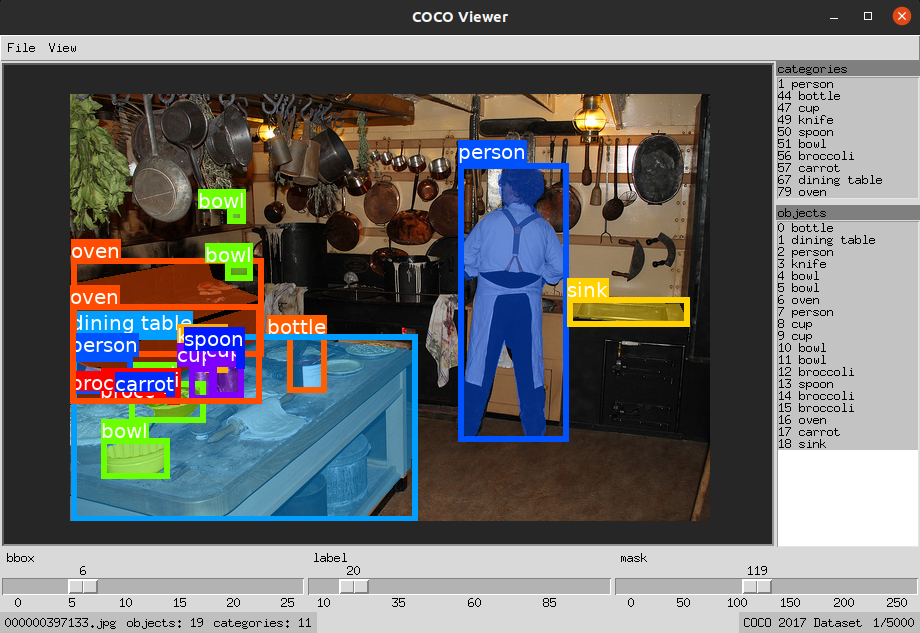 COCO Viewer
File View
categories
1 person
44 bottle
47 cup
49 knife
50 spoon
51 bowl
56 broccoli
57 carrot
67 dining table
79 oven
objects
0 bottle
1 dining table
2 person
3 knife
4 bowl
5 bowl
6 oven
7 person
8 cup
9 cup
10 bowl
11 bowl
12 broccoli
13 spoon
14 broccoli
15 broccoli
16 oven
17 carrot
18 sink
person
bowl
oven
bowl
oven
sink
dining table
bottle
person
spoon
cup
cup
carrot
bowl
bbox
6
0 5 10 15 20 25
label
20
10 35 60 85
mask
119
0 50 100 150 200 250
000000397133.jpg objects: 19 categories: 11
COCO 2017 Dataset 1/5000